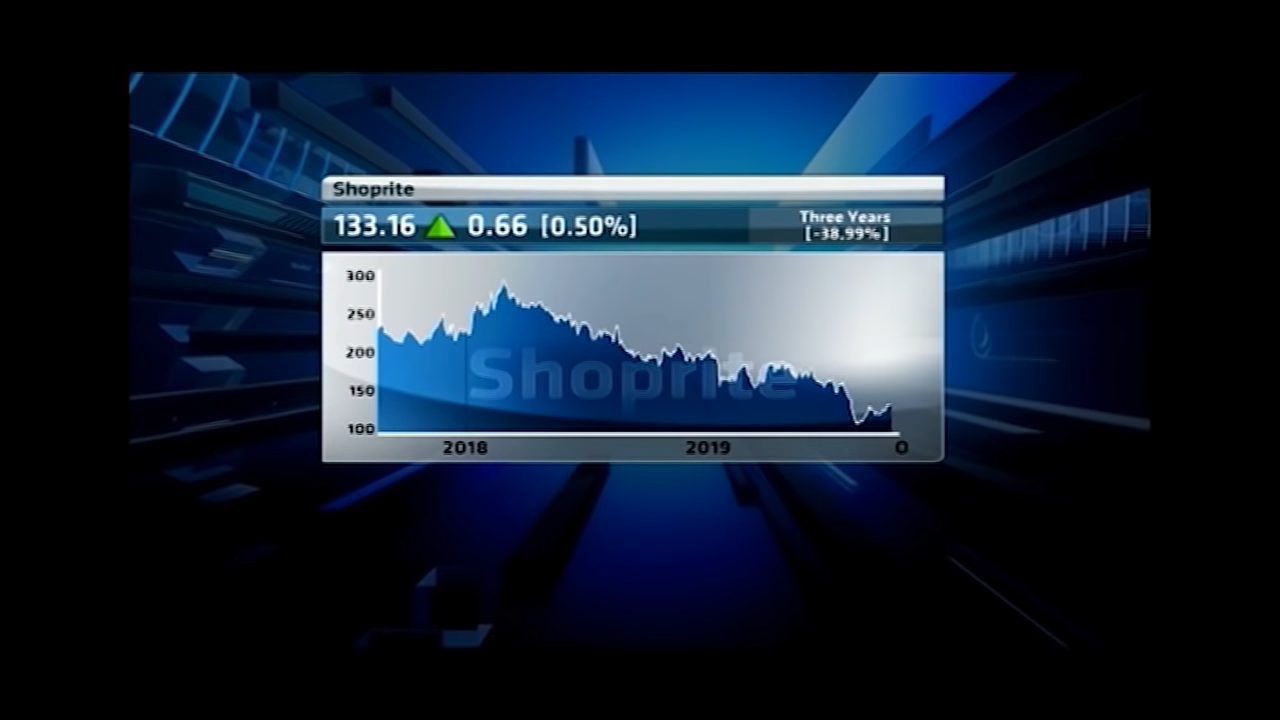 Shoprite
133.16 0.66 [0.50%]
Three Years
[-38.99%]
300
250
200
150
100
Shoprite
2018 2019 O